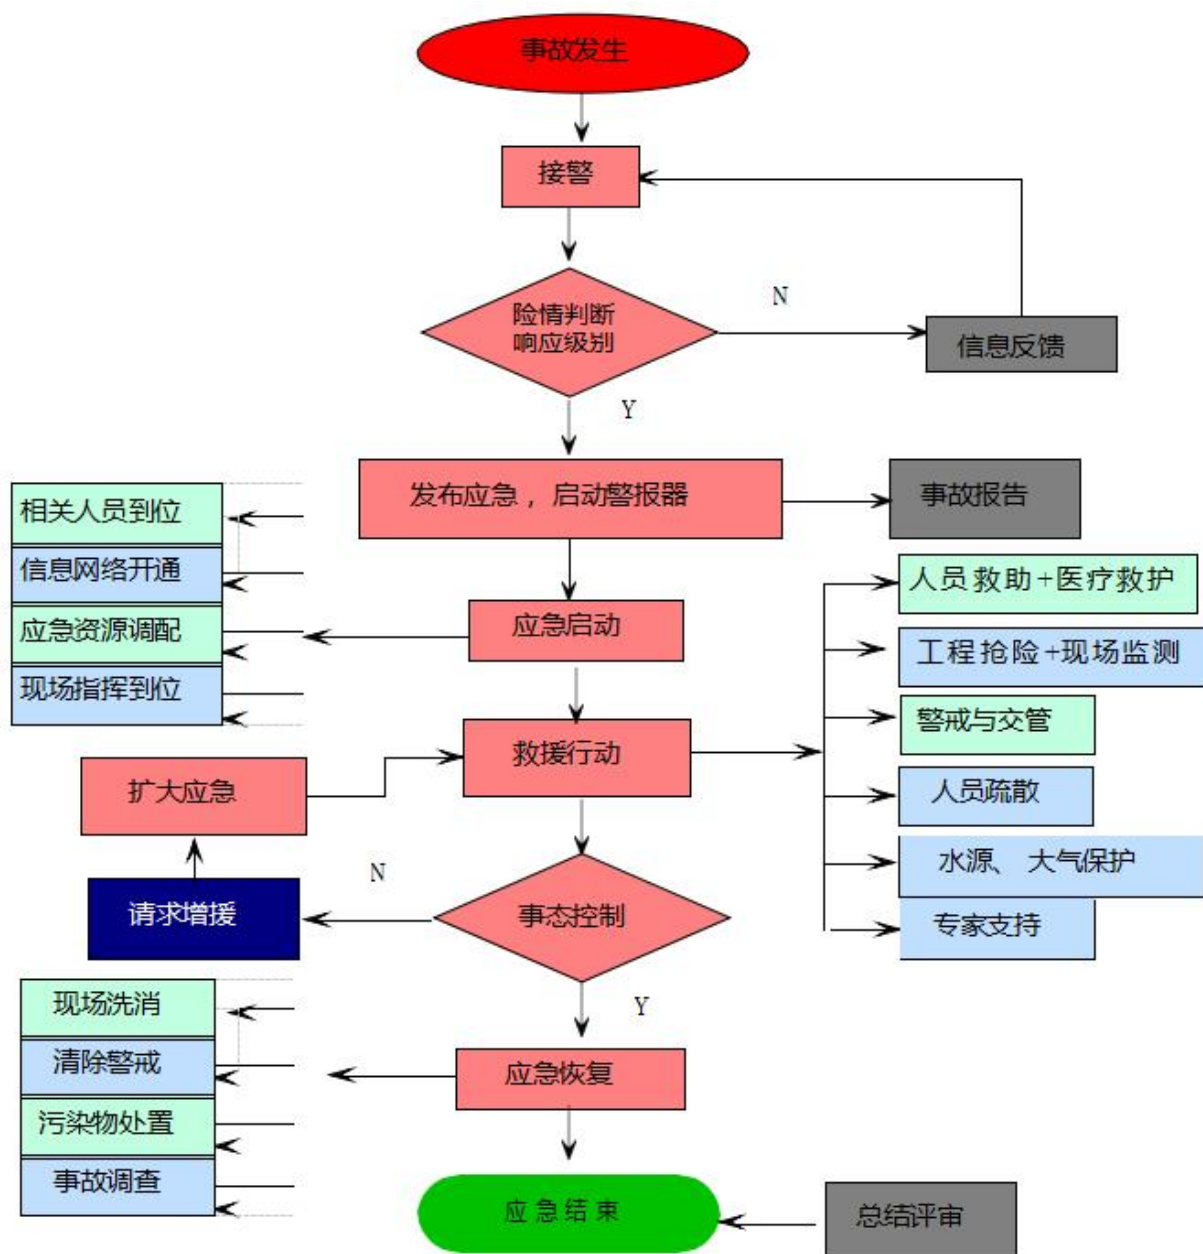 事故发生
接警
险情判断
响应级别
N
信息反馈
Y
发布应急，启动警报器
事故报告
相关人员到位
信息网络开通
应急资源调配
现场指挥到位
应急启动
人员救助+医疗救护
工程抢险+现场监测
警戒与交管
人员疏散
水源、大气保护
专家支持
救援行动
扩大应急
请求增援
N
事态控制
Y
现场洗消
清除警戒
污染物处置
事故调查
应急恢复
应急结束
总结评审